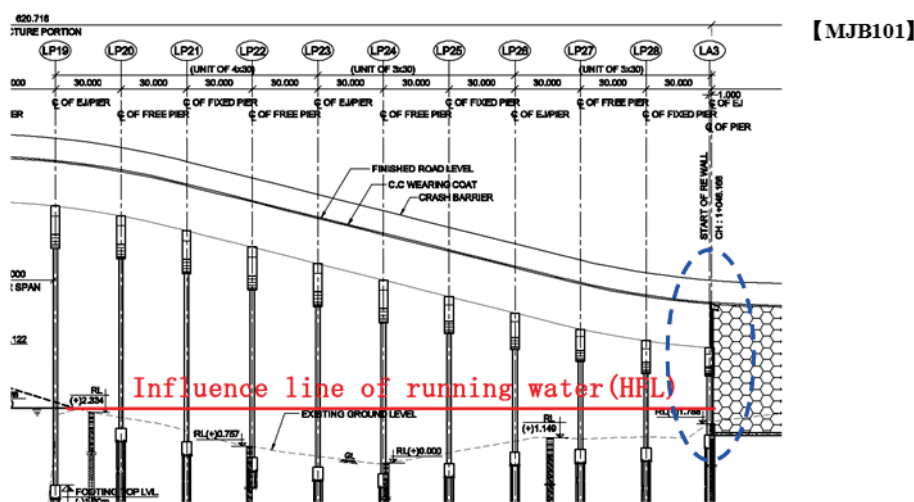 620.716
【MJB101】
CTURE PORTION
LP19 LP20 LP21 LP22 LP23 LP24 LP25 LP26 LP27 LP28 LA3
(UNIT OF 4x30) (UNIT OF 3x30) (UNIT OF 3x30)
000 30.000 30.000 30.000 30.000 30.000 30.000 30.000 30.000 30.000 30.000
1.000
℄ OF EJ/PIER ℄ OF FIXED PIER ℄ OF EJ/PIER ℄ OF FIXED PIER ℄ OF FREE PIER ℄ OF EJ
ER ℄ OF FREE PIER ℄ OF FREE PIER ℄ OF FREE PIER ℄ OF EJ/PIER ℄ OF FIXED PIER
℄ OF PIER
FINISHED ROAD LEVEL
C.C WEARING COAT
CRASH BARRIER
START OF RE WALL
.000
SPAN
.122
Influence line of running water(HFL)
RL
(+)2.334
EXISTING GROUND LEVEL
RL(+)0.757
GL
RL(+)0.000
RL
(+)1.149
FOOTING TOP LVL